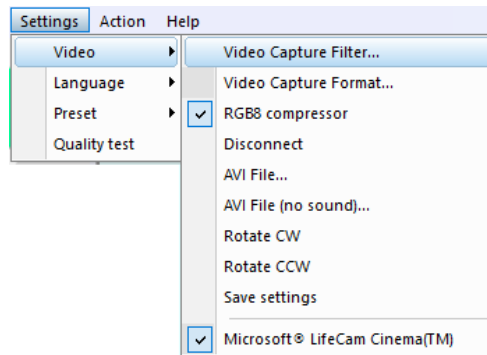 Settings Action Help
Video
Language
Preset
Quality test
Video Capture Filter...
Video Capture Format...
RGB8 compressor
Disconnect
AVI File...
AVI File (no sound)...
Rotate CW
Rotate CCW
Save settings
Microsoft® LifeCam Cinema(TM)